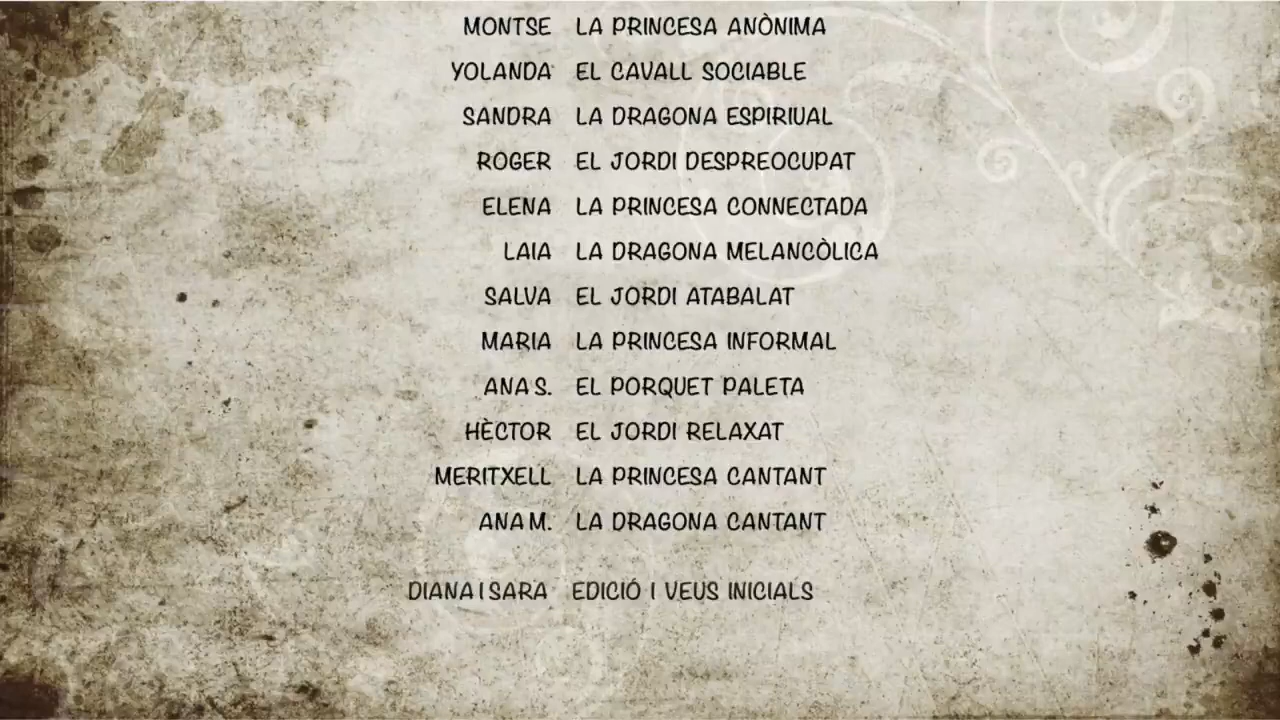 MONTSE LA PRINCESA ANÒNIMA
YOLANDA EL CAVALL SOCIABLE
SANDRA LA DRAGONA ESPIRIUAL
ROGER EL JORDI DESPREOCUPAT
ELENA LA PRINCESA CONNECTADA
LAIA LA DRAGONA MELANCÒLICA
SALVA EL JORDI ATABALAT
MARIA LA PRINCESA INFORMAL
ANA S. EL PORQUET PALETA
HÈCTOR EL JORDI RELAXAT
MERITXELL LA PRINCESA CANTANT
ANA M. LA DRAGONA CANTANT
DIANA I SARA EDICIÓ I VEUS INICIALS